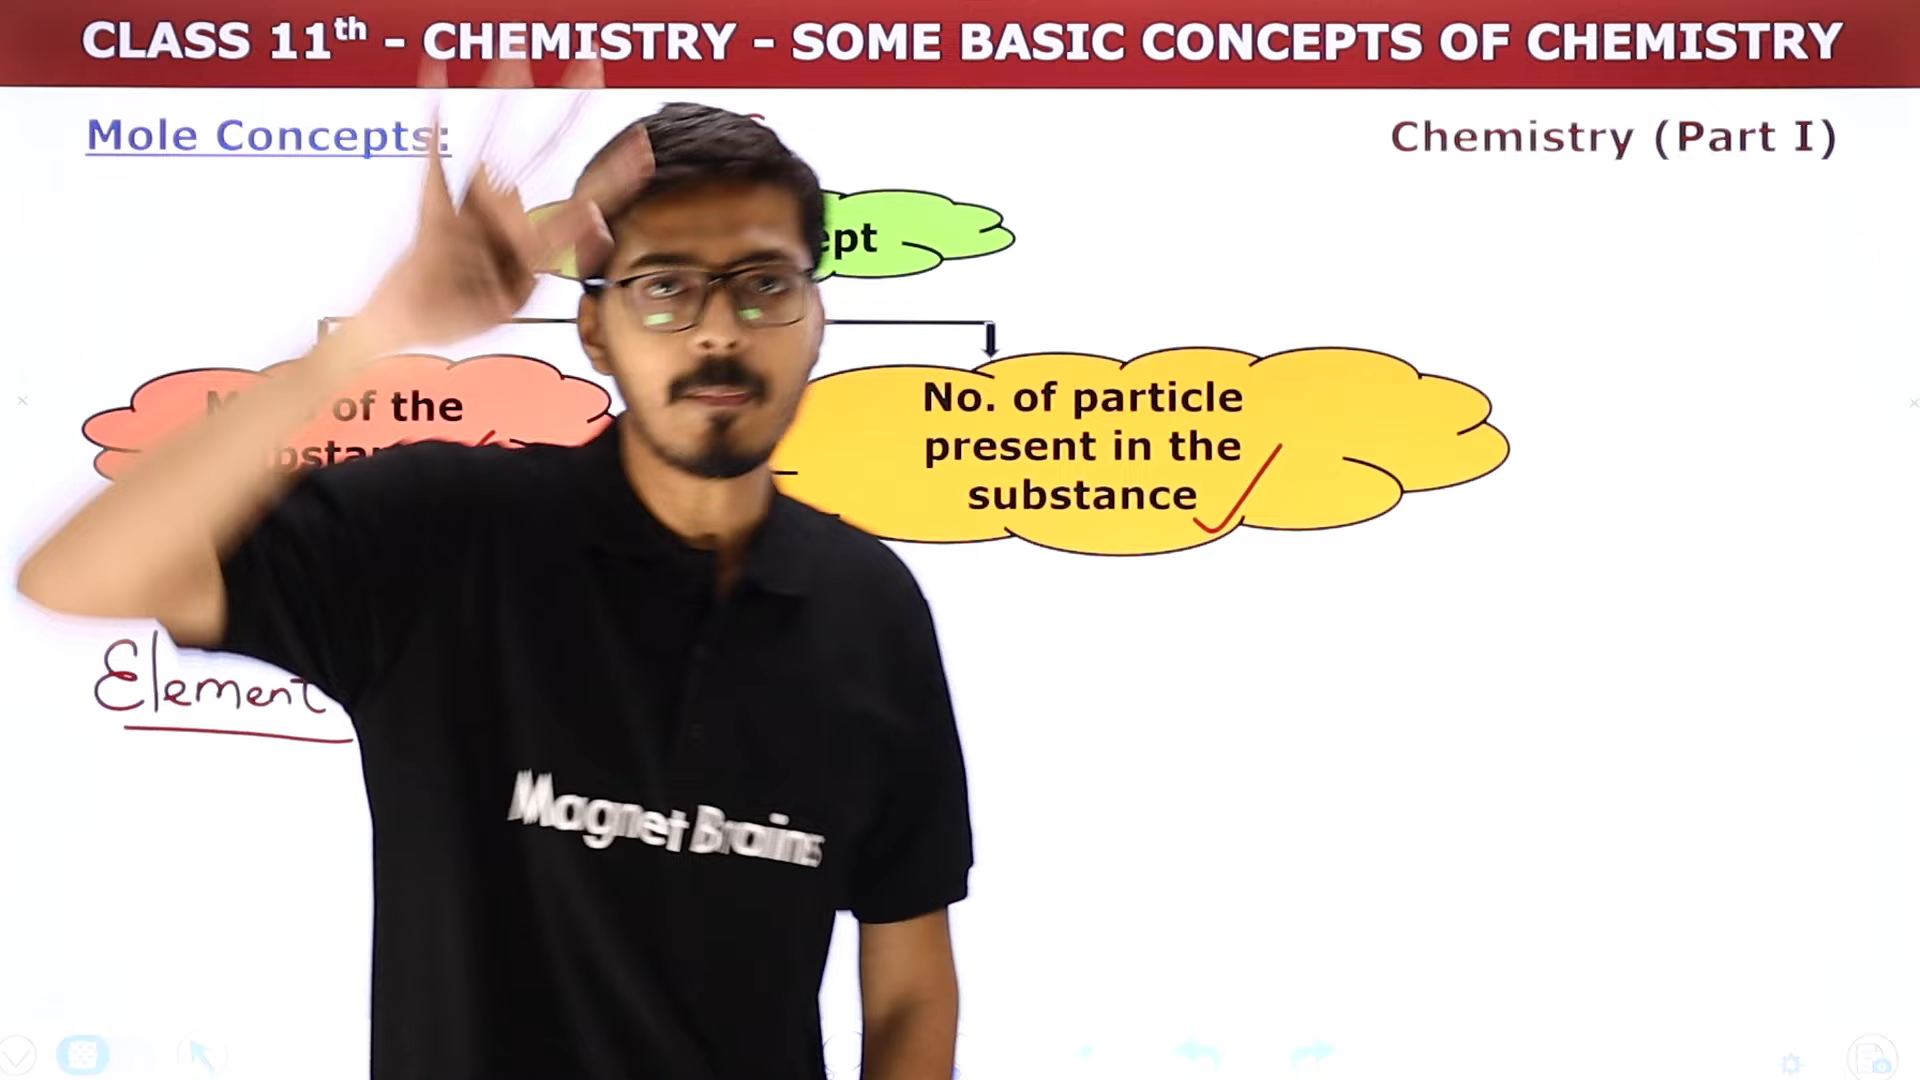 CLASS 11th - CHEMISTRY - SOME BASIC CONCEPTS OF CHEMISTRY
Mole Concepts:
Chemistry (Part I)
ept
of the
No. of particle
present in the
substance
Element
Magnet Brains